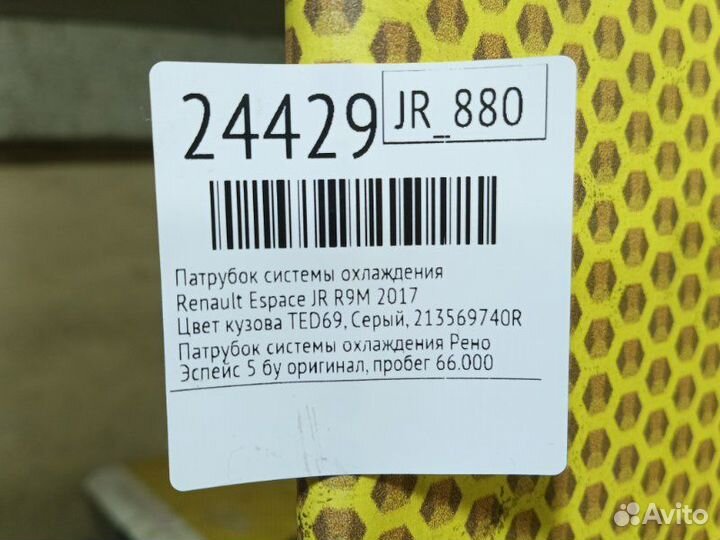 24429
JR_880
Патрубок системы охлаждения
Renault Espace JR R9M 2017
Цвет кузова TED69, Серый, 213569740R
Патрубок системы охлаждения Рено
Эспейс 5 бу оригинал, пробег 66.000
Avito